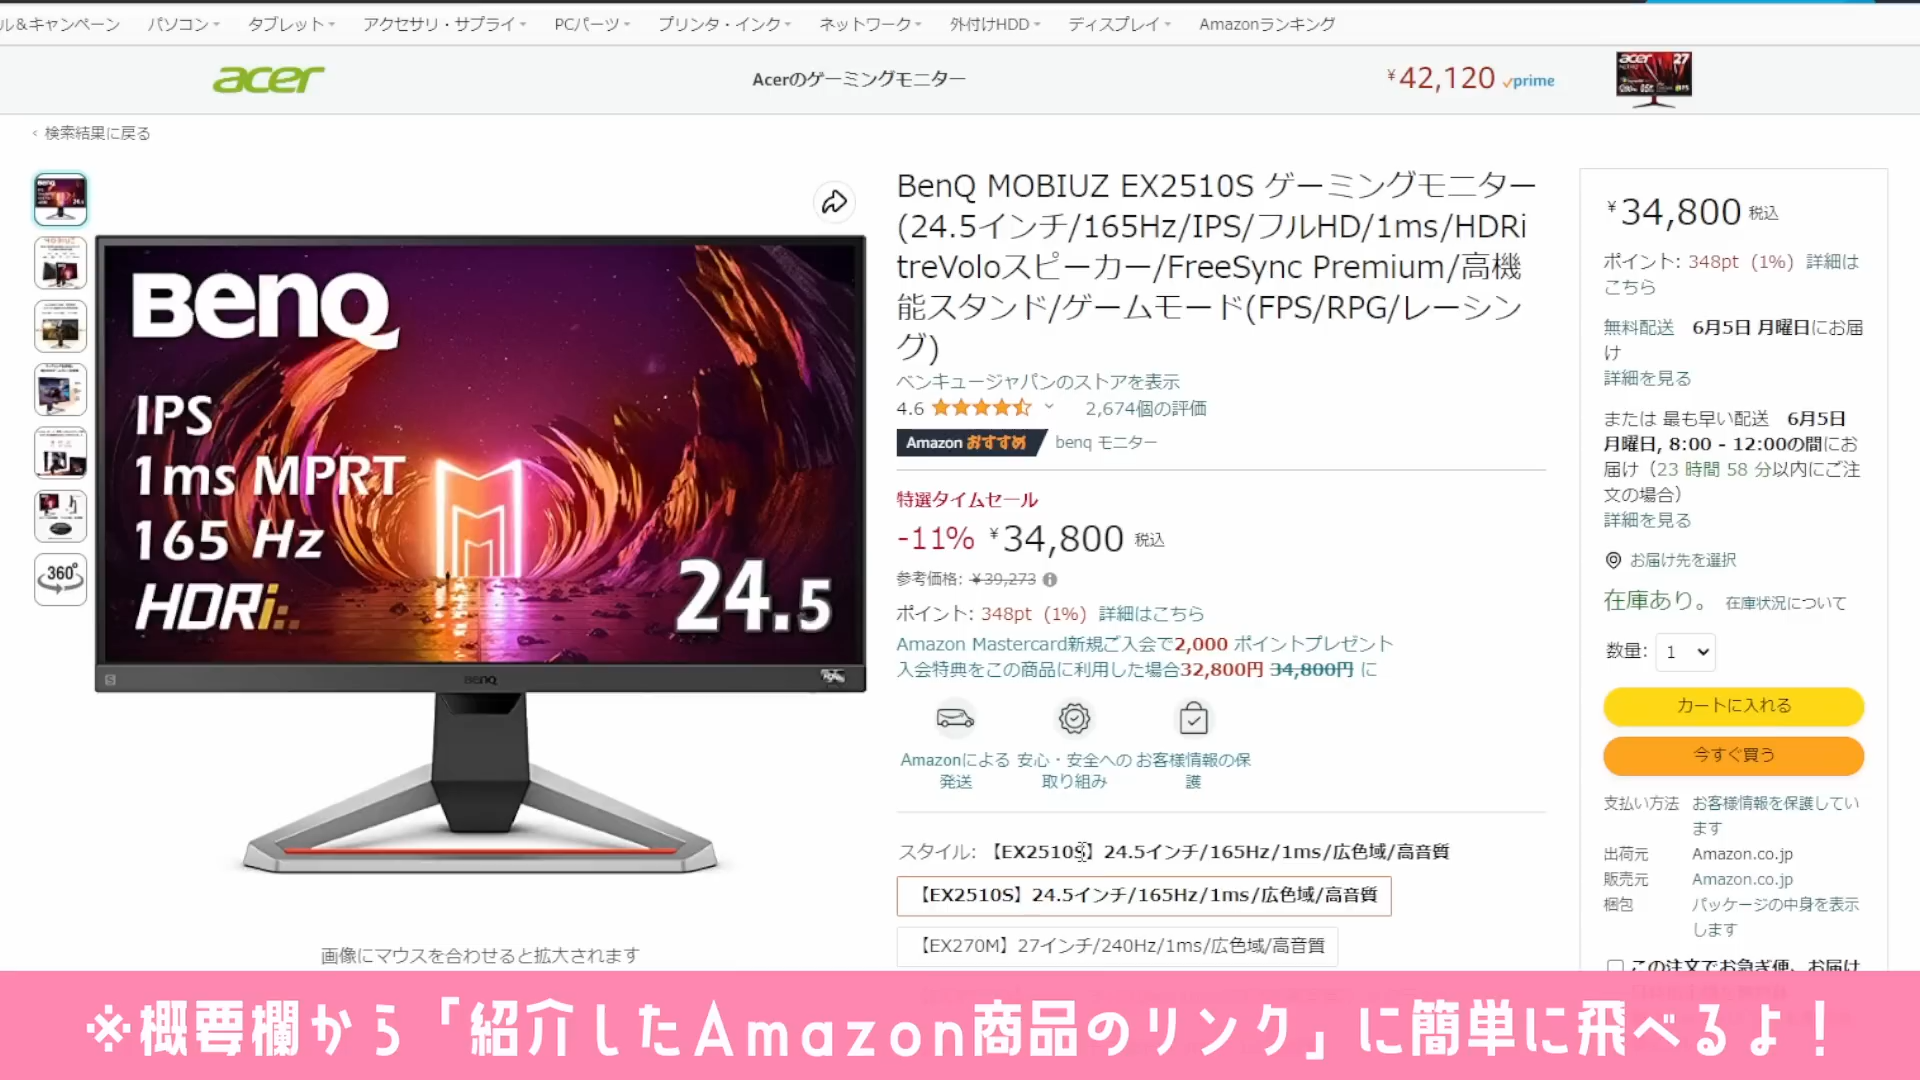 ル&キャンペーン パソコン タブレット アクセサリ・サプライ PCパーツ プリンタ・インク ネットワーク 外付けHDD ディスプレイ Amazonランキング
acer
Acerのゲーミングモニター
¥42,120 prime
acer 27
‹ 検索結果に戻る
BenQ
IPS
1ms MPRT
165 Hz
HDRi
24.5
BenQ
360°
画像にマウスを合わせると拡大されます
BenQ MOBIUZ EX2510S ゲーミングモニター
(24.5インチ/165Hz/IPS/フルHD/1ms/HDRi
treVoloスピーカー/FreeSync Premium/高機
能スタンド/ゲームモード(FPS/RPG/レーシン
グ)
ベンキュージャパンのストアを表示
4.6 2,674個の評価
Amazon おすすめ benq モニター
特選タイムセール
-11% ¥34,800 税込
参考価格: ¥39,273
ポイント: 348pt (1%) 詳細はこちら
Amazon Mastercard新規ご入会で2,000 ポイントプレゼント
入会特典をこの商品に利用した場合32,800円 34,800円 に
Amazonによる
発送
安心・安全への
取り組み
お客様情報の保
護
スタイル: 【EX2510S】24.5インチ/165Hz/1ms/広色域/高音質
【EX2510S】24.5インチ/165Hz/1ms/広色域/高音質
【EX270M】27インチ/240Hz/1ms/広色域/高音質
¥34,800 税込
ポイント: 348pt (1%) 詳細は
こちら
無料配送 6月5日 月曜日にお届
け
詳細を見る
または 最も早い配送 6月5日
月曜日, 8:00 - 12:00の間にお
届け（23 時間 58 分以内にご注
文の場合）
詳細を見る
お届け先を選択
在庫あり。 在庫状況について
数量: 1
カートに入れる
今すぐ買う
支払い方法 お客様情報を保護してい
ます
出荷元 Amazon.co.jp
販売元 Amazon.co.jp
梱包 パッケージの中身を表示
します
この注文でお急ぎ便、お届け
※概要欄から「紹介したAmazon商品のリンク」に簡単に飛べるよ！